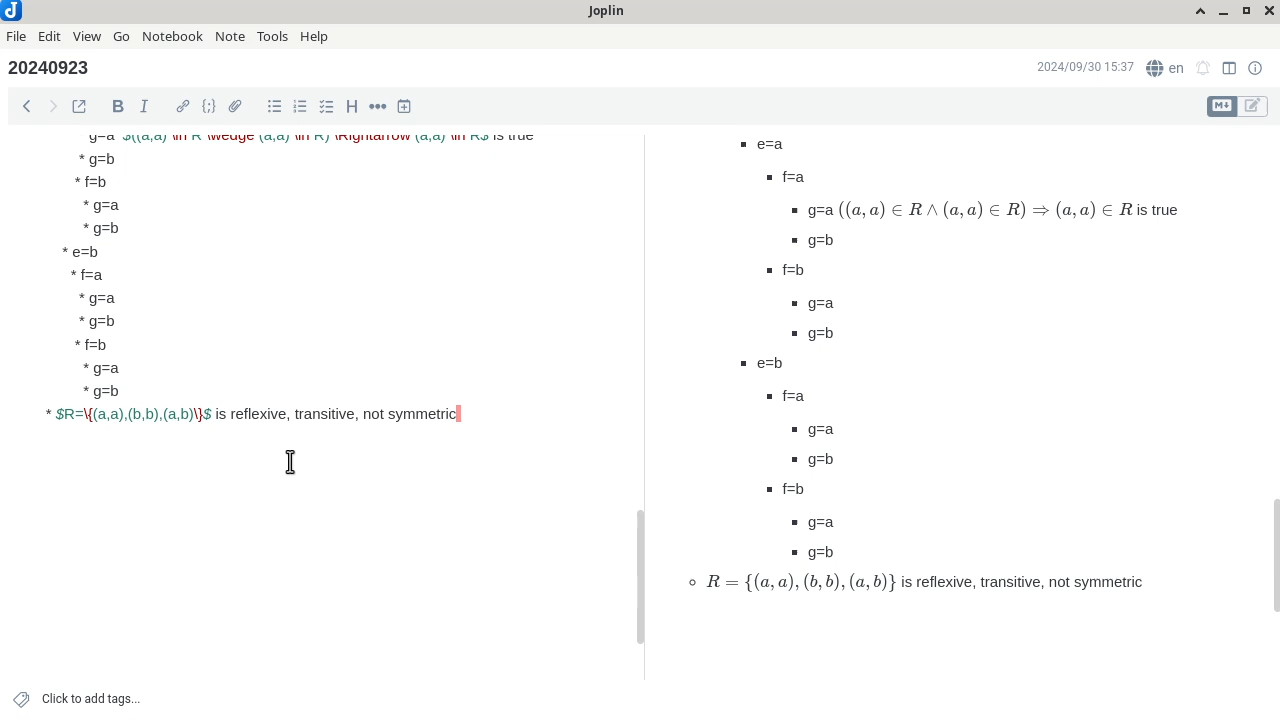 Joplin
File Edit View Go Notebook Note Tools Help
20240923
2024/09/30 15:37 en
g=a $((a,a) \in R \wedge (a,a) \in R) \Rightarrow (a,a) \in R$ is true
* g=b
* f=b
* g=a
* g=b
* e=b
* f=a
* g=a
* g=b
* f=b
* g=a
* g=b
* $R=\{(a,a),(b,b),(a,b)\}$ is reflexive, transitive, not symmetric
▪ e=a
▪ f=a
▪ g=a ((a, a) ∈ R ∧ (a, a) ∈ R) ⇒ (a, a) ∈ R is true
▪ g=b
▪ f=b
▪ g=a
▪ g=b
▪ e=b
▪ f=a
▪ g=a
▪ g=b
▪ f=b
▪ g=a
▪ g=b
○ R = {(a, a), (b, b), (a, b)} is reflexive, transitive, not symmetric
Click to add tags...